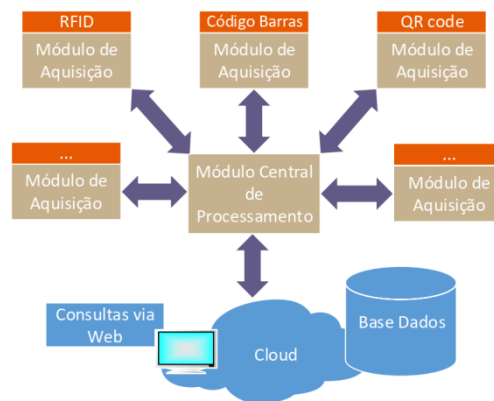 RFID
Módulo de
Aquisição
Código Barras
Módulo de
Aquisição
QR code
Módulo de
Aquisição
...
Módulo de
Aquisição
Módulo Central
de
Processamento
...
Módulo de
Aquisição
Consultas via
Web
Cloud
Base Dados